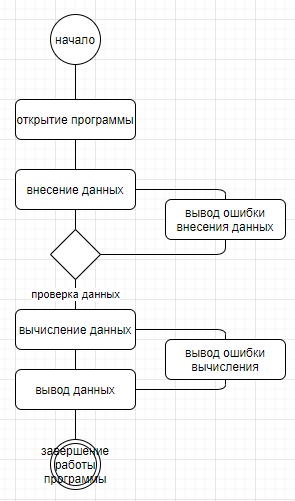 начало
открытие программы
внесение данных
вывод ошибки
внесения данных
проверка данных
вычисление данных
вывод ошибки
вычисления
вывод данных
завершение
работы
программы